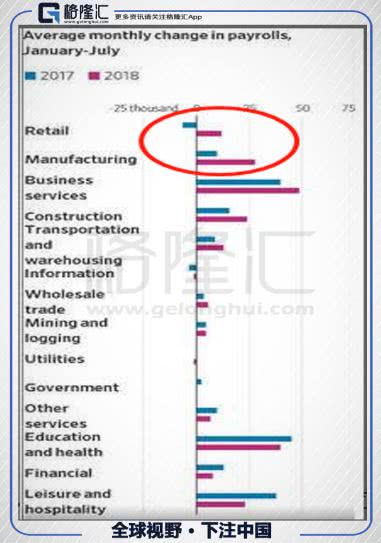 格隆汇
www.gelonghui.com
更多资讯请关注格隆汇App
Average monthly change in payrolls,
January-July
2017 2018
-25 thousand 0 25 50 75
Retail
Manufacturing
Business
services
Construction
Transportation
and
warehousing
Information
Wholesale
trade
Mining and
logging
Utilities
Government
Other
services
Education
and health
Financial
Leisure and
hospitality
格隆汇
www.gelonghui.com
全球视野·下注中国